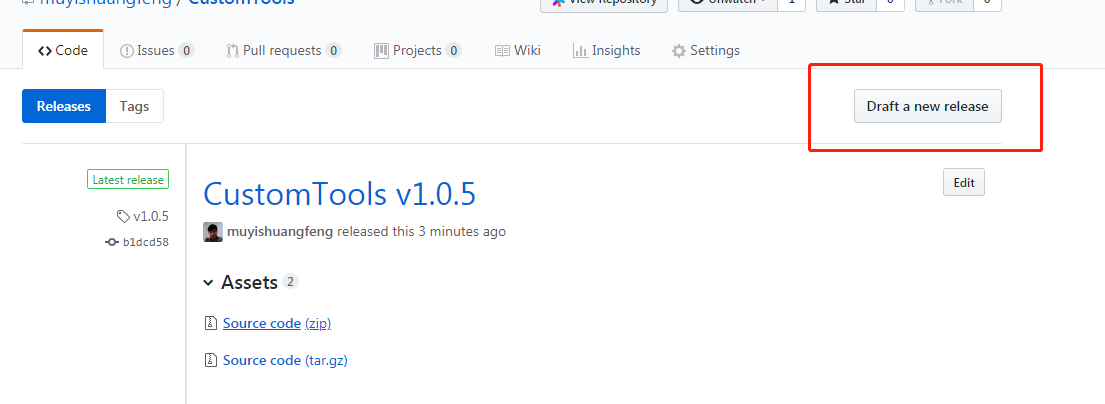 muyishuangfeng / CustomTools
View Repository Unwatch 1 Star 0 Fork 0
Code Issues 0 Pull requests 0 Projects 0 Wiki Insights Settings
Releases Tags Draft a new release
Latest release
CustomTools v1.0.5 Edit
v1.0.5
muyishuangfeng released this 3 minutes ago
b1dcd58
Assets 2
Source code (zip)
Source code (tar.gz)